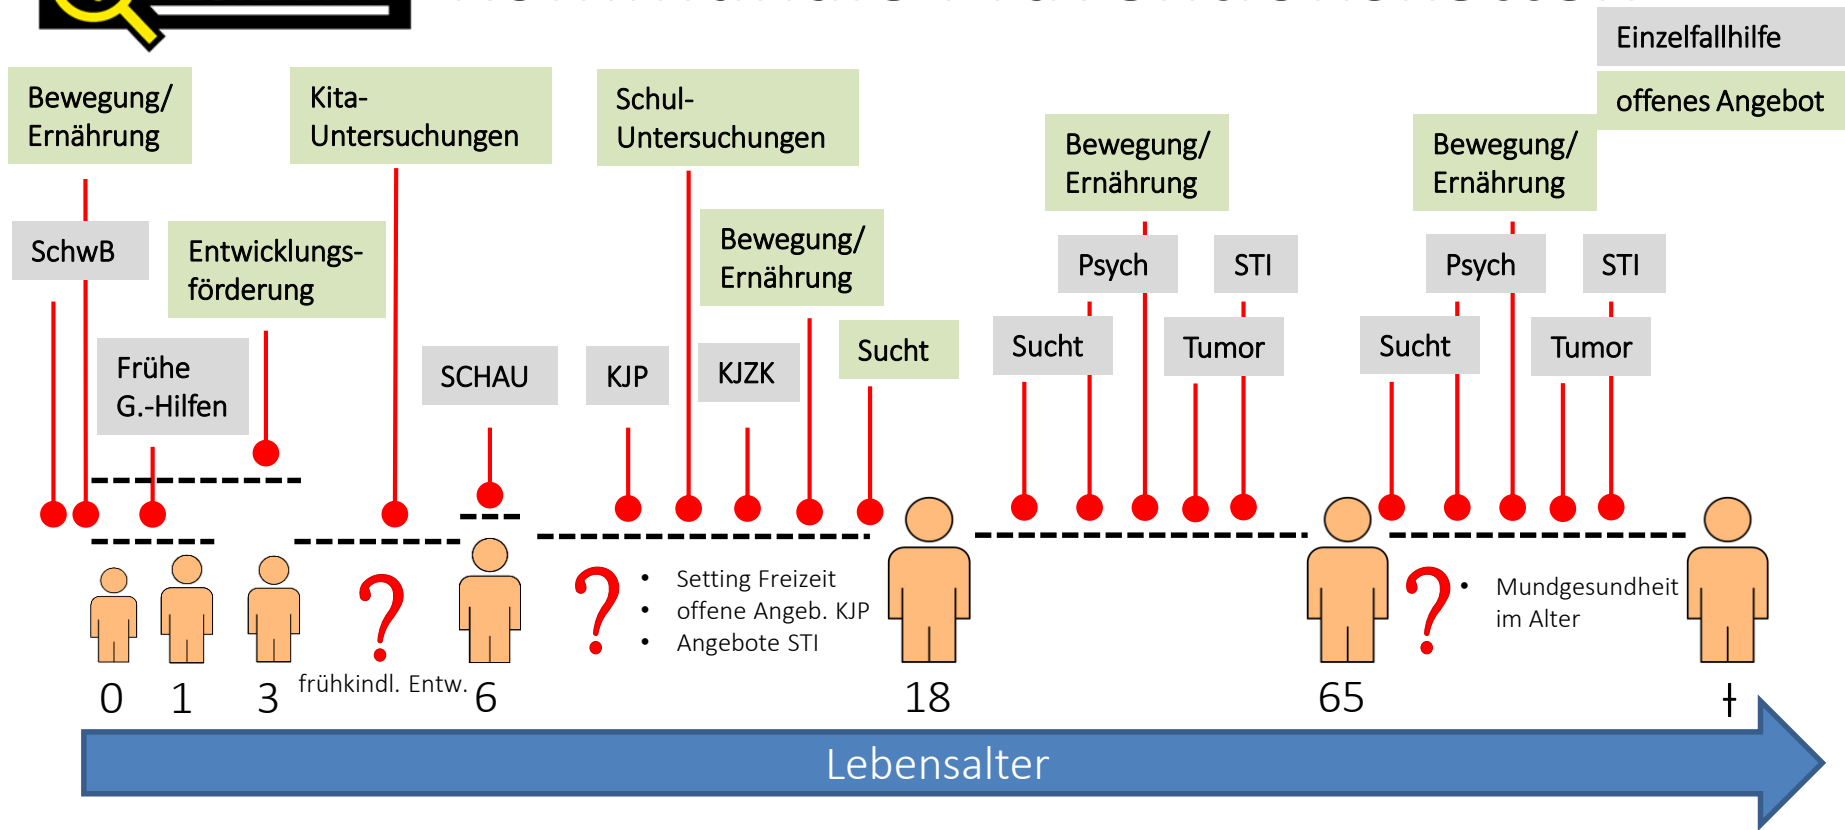 Einzelfallhilfe
offenes Angebot
Bewegung/
Ernährung
Kita-
Untersuchungen
Schul-
Untersuchungen
Bewegung/
Ernährung
Bewegung/
Ernährung
SchwB
Entwicklungs-
förderung
Bewegung/
Ernährung
Psych
STI
Psych
STI
Frühe
G.-Hilfen
SCHAU
KJP
KJZK
Sucht
Sucht
Tumor
Sucht
Tumor
?
frühkindl. Entw.
?
• Setting Freizeit
• offene Angeb. KJP
• Angebote STI
?
• Mundgesundheit
im Alter
0 1 3 6 18 65 ⸸
Lebensalter